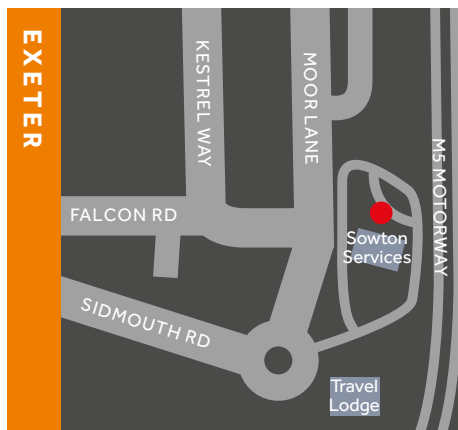 EXETER
KESTREL WAY
MOOR LANE
M5 MOTORWAY
FALCON RD
Sowton
Services
SIDMOUTH RD
Travel
Lodge